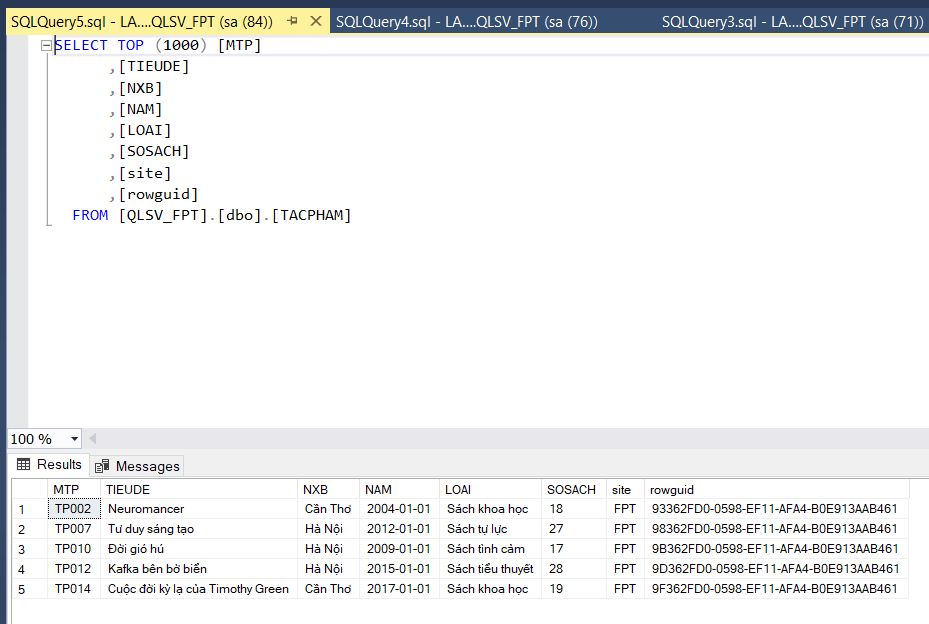 SQLQuery5.sql - LA....QLSV_FPT (sa (84)) SQLQuery4.sql - LA....QLSV_FPT (sa (76)) SQLQuery3.sql - LA....QLSV_FPT (sa (71))
SELECT TOP (1000) [MTP]
,[TIEUDE]
,[NXB]
,[NAM]
,[LOAI]
,[SOSACH]
,[site]
,[rowguid]
FROM [QLSV_FPT].[dbo].[TACPHAM]
100 %
Results Messages
MTP TIEUDE NXB NAM LOAI SOSACH site rowguid
1 TP002 Neuromancer Cần Thơ 2004-01-01 Sách khoa học 18 FPT 93362FD0-0598-EF11-AFA4-B0E913AAB461
2 TP007 Tư duy sáng tạo Hà Nội 2012-01-01 Sách tự lực 27 FPT 98362FD0-0598-EF11-AFA4-B0E913AAB461
3 TP010 Đời gió hú Hà Nội 2009-01-01 Sách tình cảm 17 FPT 9B362FD0-0598-EF11-AFA4-B0E913AAB461
4 TP012 Kafka bên bờ biển Hà Nội 2015-01-01 Sách tiểu thuyết 28 FPT 9D362FD0-0598-EF11-AFA4-B0E913AAB461
5 TP014 Cuộc đời kỳ lạ của Timothy Green Cần Thơ 2017-01-01 Sách khoa học 19 FPT 9F362FD0-0598-EF11-AFA4-B0E913AAB461